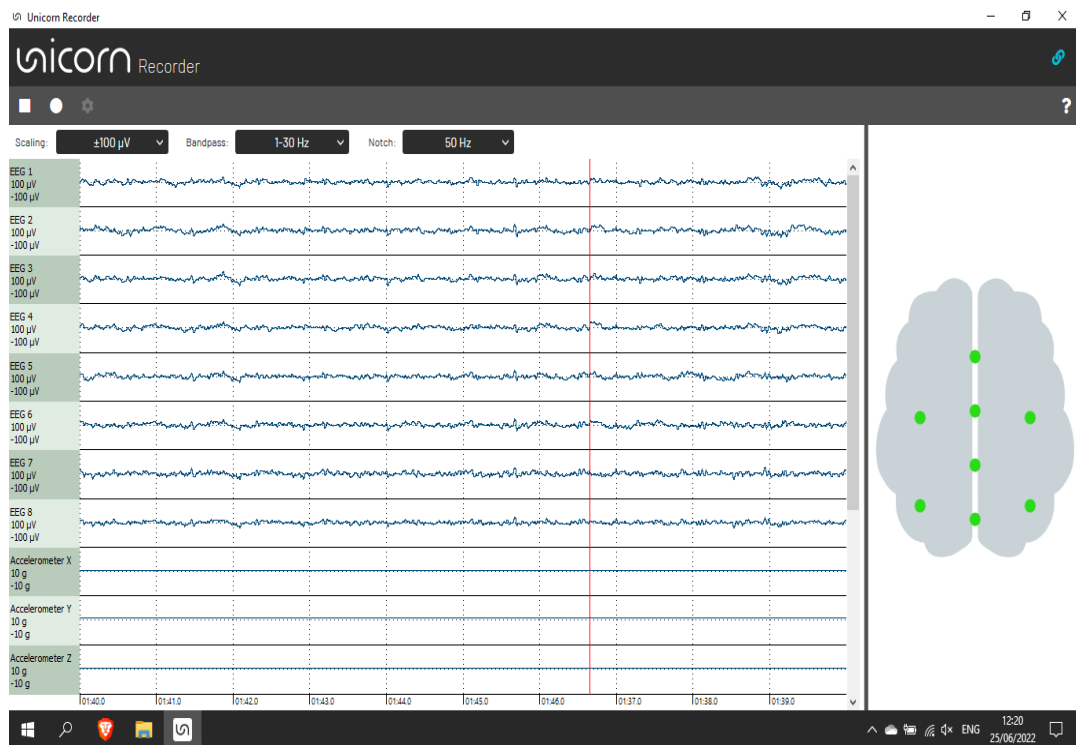 Unicorn Recorder
unicorn Recorder
?
Scaling: ±100 µV Bandpass: 1-30 Hz Notch: 50 Hz
EEG 1
100 µV
-100 µV
EEG 2
100 µV
-100 µV
EEG 3
100 µV
-100 µV
EEG 4
100 µV
-100 µV
EEG 5
100 µV
-100 µV
EEG 6
100 µV
-100 µV
EEG 7
100 µV
-100 µV
EEG 8
100 µV
-100 µV
Accelerometer X
10 g
-10 g
Accelerometer Y
10 g
-10 g
Accelerometer Z
10 g
-10 g
01:40.0 01:41.0 01:42.0 01:43.0 01:44.0 01:45.0 01:46.0 01:37.0 01:38.0 01:39.0
ENG
12:20
25/06/2022